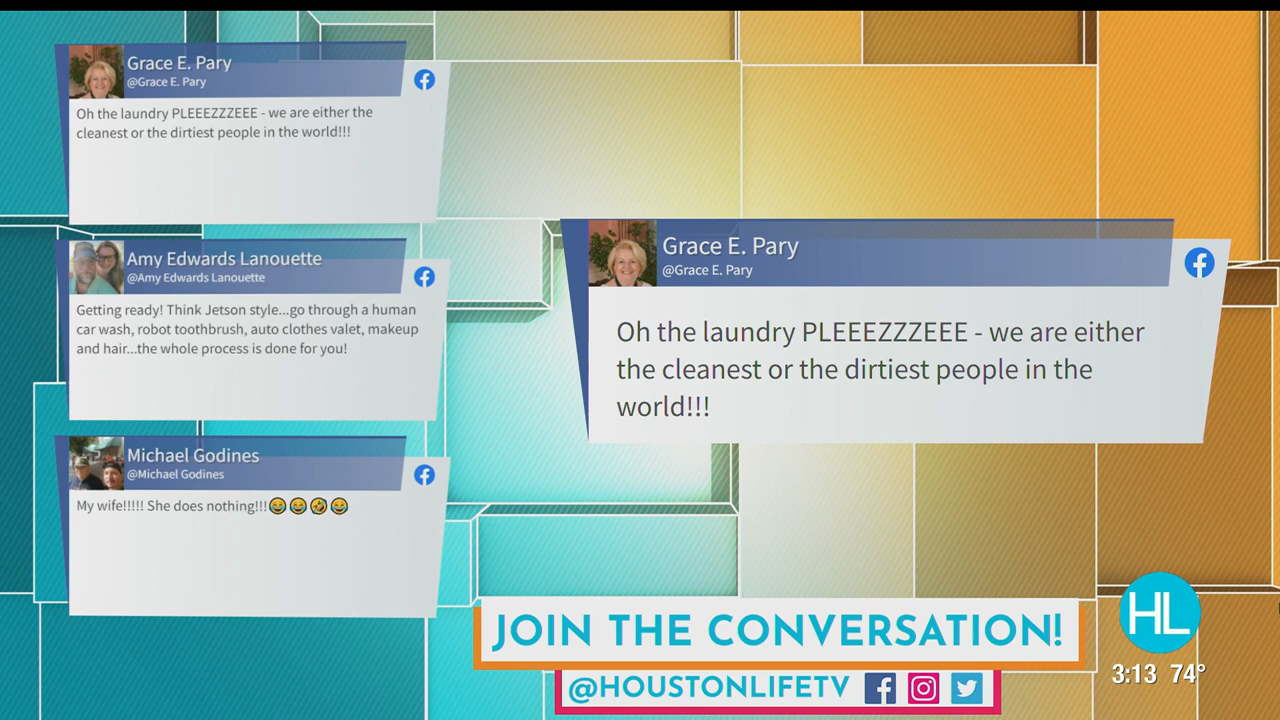 Grace E. Pary
@Grace E. Pary
Oh the laundry PLEEEZZZEEE - we are either the
cleanest or the dirtiest people in the world!!!
Amy Edwards Lanouette
@Amy Edwards Lanouette
Getting ready! Think Jetson style...go through a human
car wash, robot toothbrush, auto clothes valet, makeup
and hair...the whole process is done for you!
Michael Godines
@Michael Godines
My wife!!!!! She does nothing!!!😂😂🤣😂
Grace E. Pary
@Grace E. Pary
Oh the laundry PLEEEZZZEEE - we are either
the cleanest or the dirtiest people in the
world!!!
JOIN THE CONVERSATION!
@HOUSTONLIFETV
HL
3:13 74°